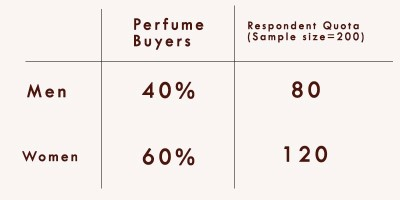 Perfume
Buyers
Respondent Quota
(Sample size=200)
Men 40% 80
Women 60% 120